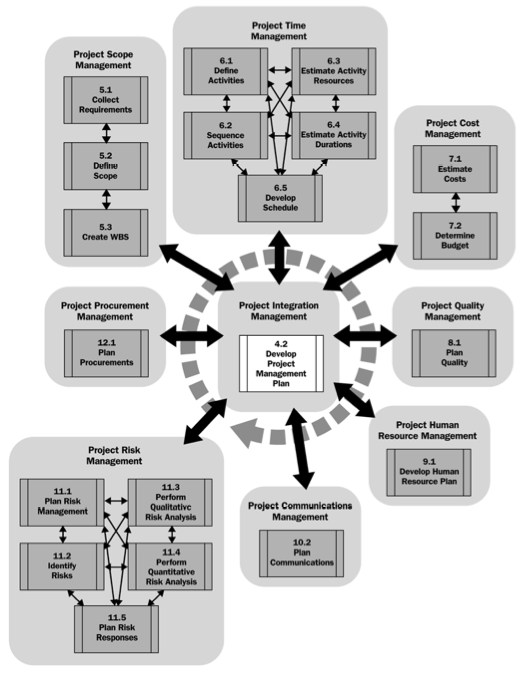 Project Time
Management
6.1
Define
Activities
6.3
Estimate Activity
Resources
6.2
Sequence
Activities
6.4
Estimate Activity
Durations
6.5
Develop
Schedule
Project Scope
Management
5.1
Collect
Requirements
5.2
Define
Scope
5.3
Create WBS
Project Cost
Management
7.1
Estimate
Costs
7.2
Determine
Budget
Project Procurement
Management
12.1
Plan
Procurements
Project Integration
Management
4.2
Develop
Project
Management
Plan
Project Quality
Management
8.1
Plan
Quality
Project Human
Resource Management
9.1
Develop Human
Resource Plan
Project Risk
Management
11.1
Plan Risk
Management
11.3
Perform
Qualitative
Risk Analysis
11.2
Identify
Risks
11.4
Perform
Quantitative
Risk Analysis
11.5
Plan Risk
Responses
Project Communications
Management
10.2
Plan
Communications